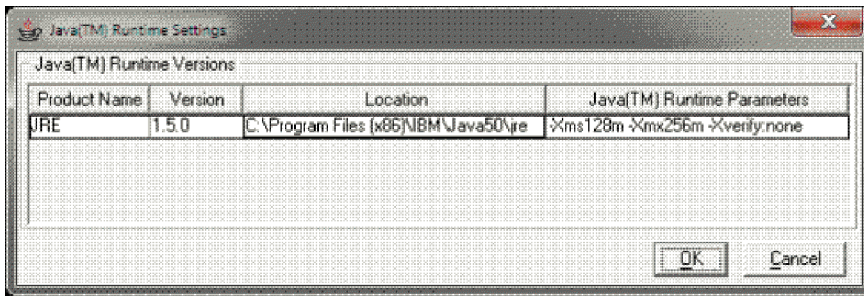 Java(TM) Runtime Settings
Java(TM) Runtime Versions
Product Name Version Location Java(TM) Runtime Parameters
JRE 1.5.0 C:\Program Files (x86)\IBM\Java50\jre -Xms128m -Xmx256m -Xverify:none
OK Cancel